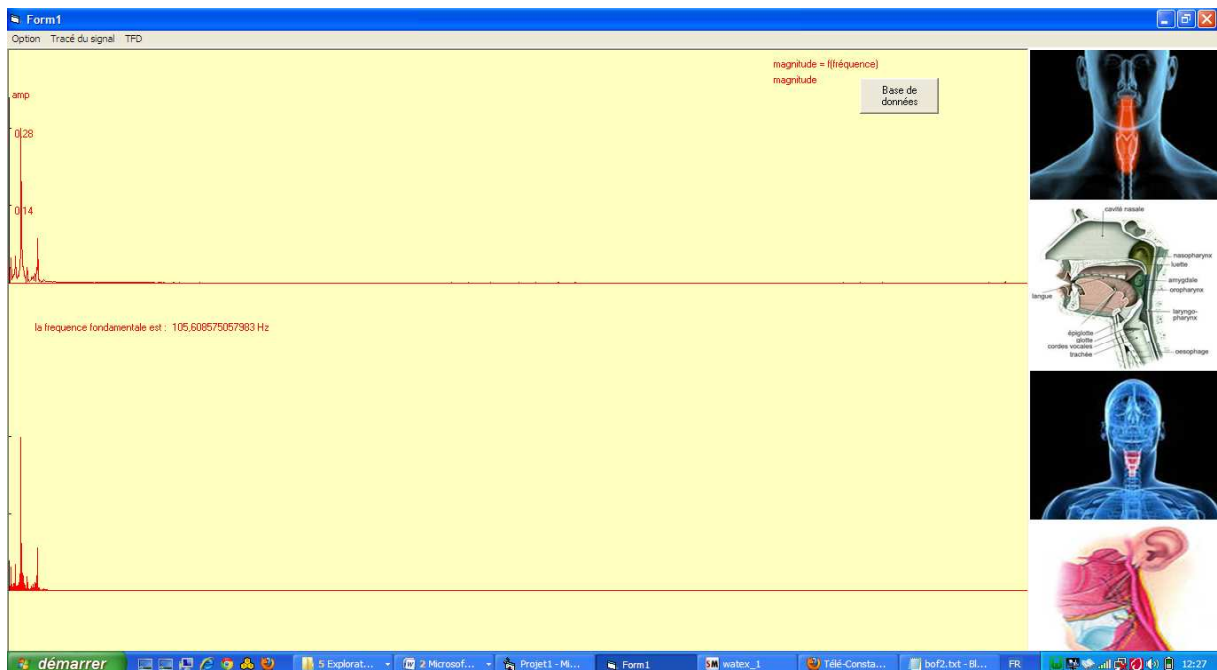 Form1
Option Tracé du signal TFD
magnitude = f(fréquence)
magnitude
Base de
données
amp
0,28
0,14
la frequence fondamentale est : 105,608575057983 Hz
cavité nasale
nasopharynx
luette
amygdale
oropharynx
langue
laryngo-
pharynx
épiglotte
glotte
cordes vocales
trachée
oesophage
démarrer
5 Explorat...
2 Microsof...
Projet1 - Mi...
Form1
SM watex_1
Télé-Consta...
bof2.txt - Bl...
FR
12:27